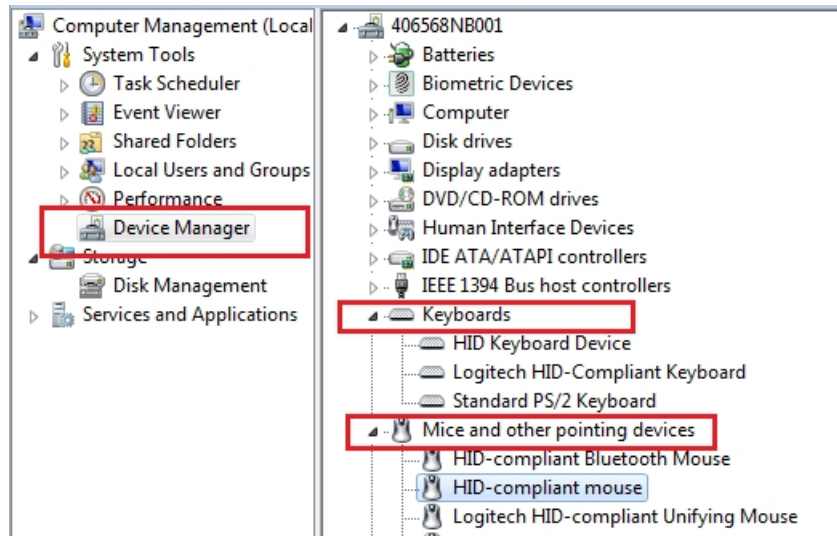 Computer Management (Local
System Tools
Task Scheduler
Event Viewer
Shared Folders
Local Users and Groups
Performance
Device Manager
Storage
Disk Management
Services and Applications
406568NB001
Batteries
Biometric Devices
Computer
Disk drives
Display adapters
DVD/CD-ROM drives
Human Interface Devices
IDE ATA/ATAPI controllers
IEEE 1394 Bus host controllers
Keyboards
HID Keyboard Device
Logitech HID-Compliant Keyboard
Standard PS/2 Keyboard
Mice and other pointing devices
HID-compliant Bluetooth Mouse
HID-compliant mouse
Logitech HID-compliant Unifying Mouse